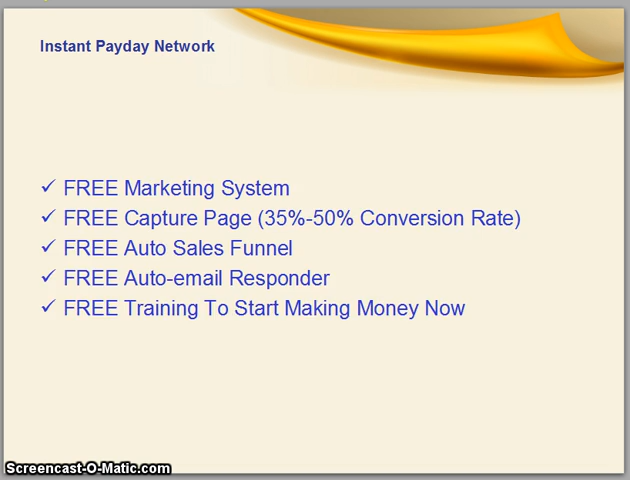 Instant Payday Network
✓ FREE Marketing System
✓ FREE Capture Page (35%-50% Conversion Rate)
✓ FREE Auto Sales Funnel
✓ FREE Auto-email Responder
✓ FREE Training To Start Making Money Now
Screencast-O-Matic.com